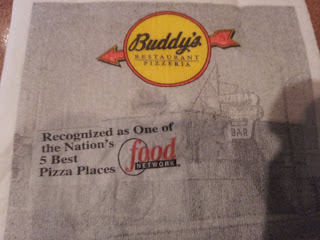 Buddy's
RESTAURANT
PIZZERIA
Recognized as One of
the Nation's
5 Best
Pizza Places
food
NETWORK
BAR